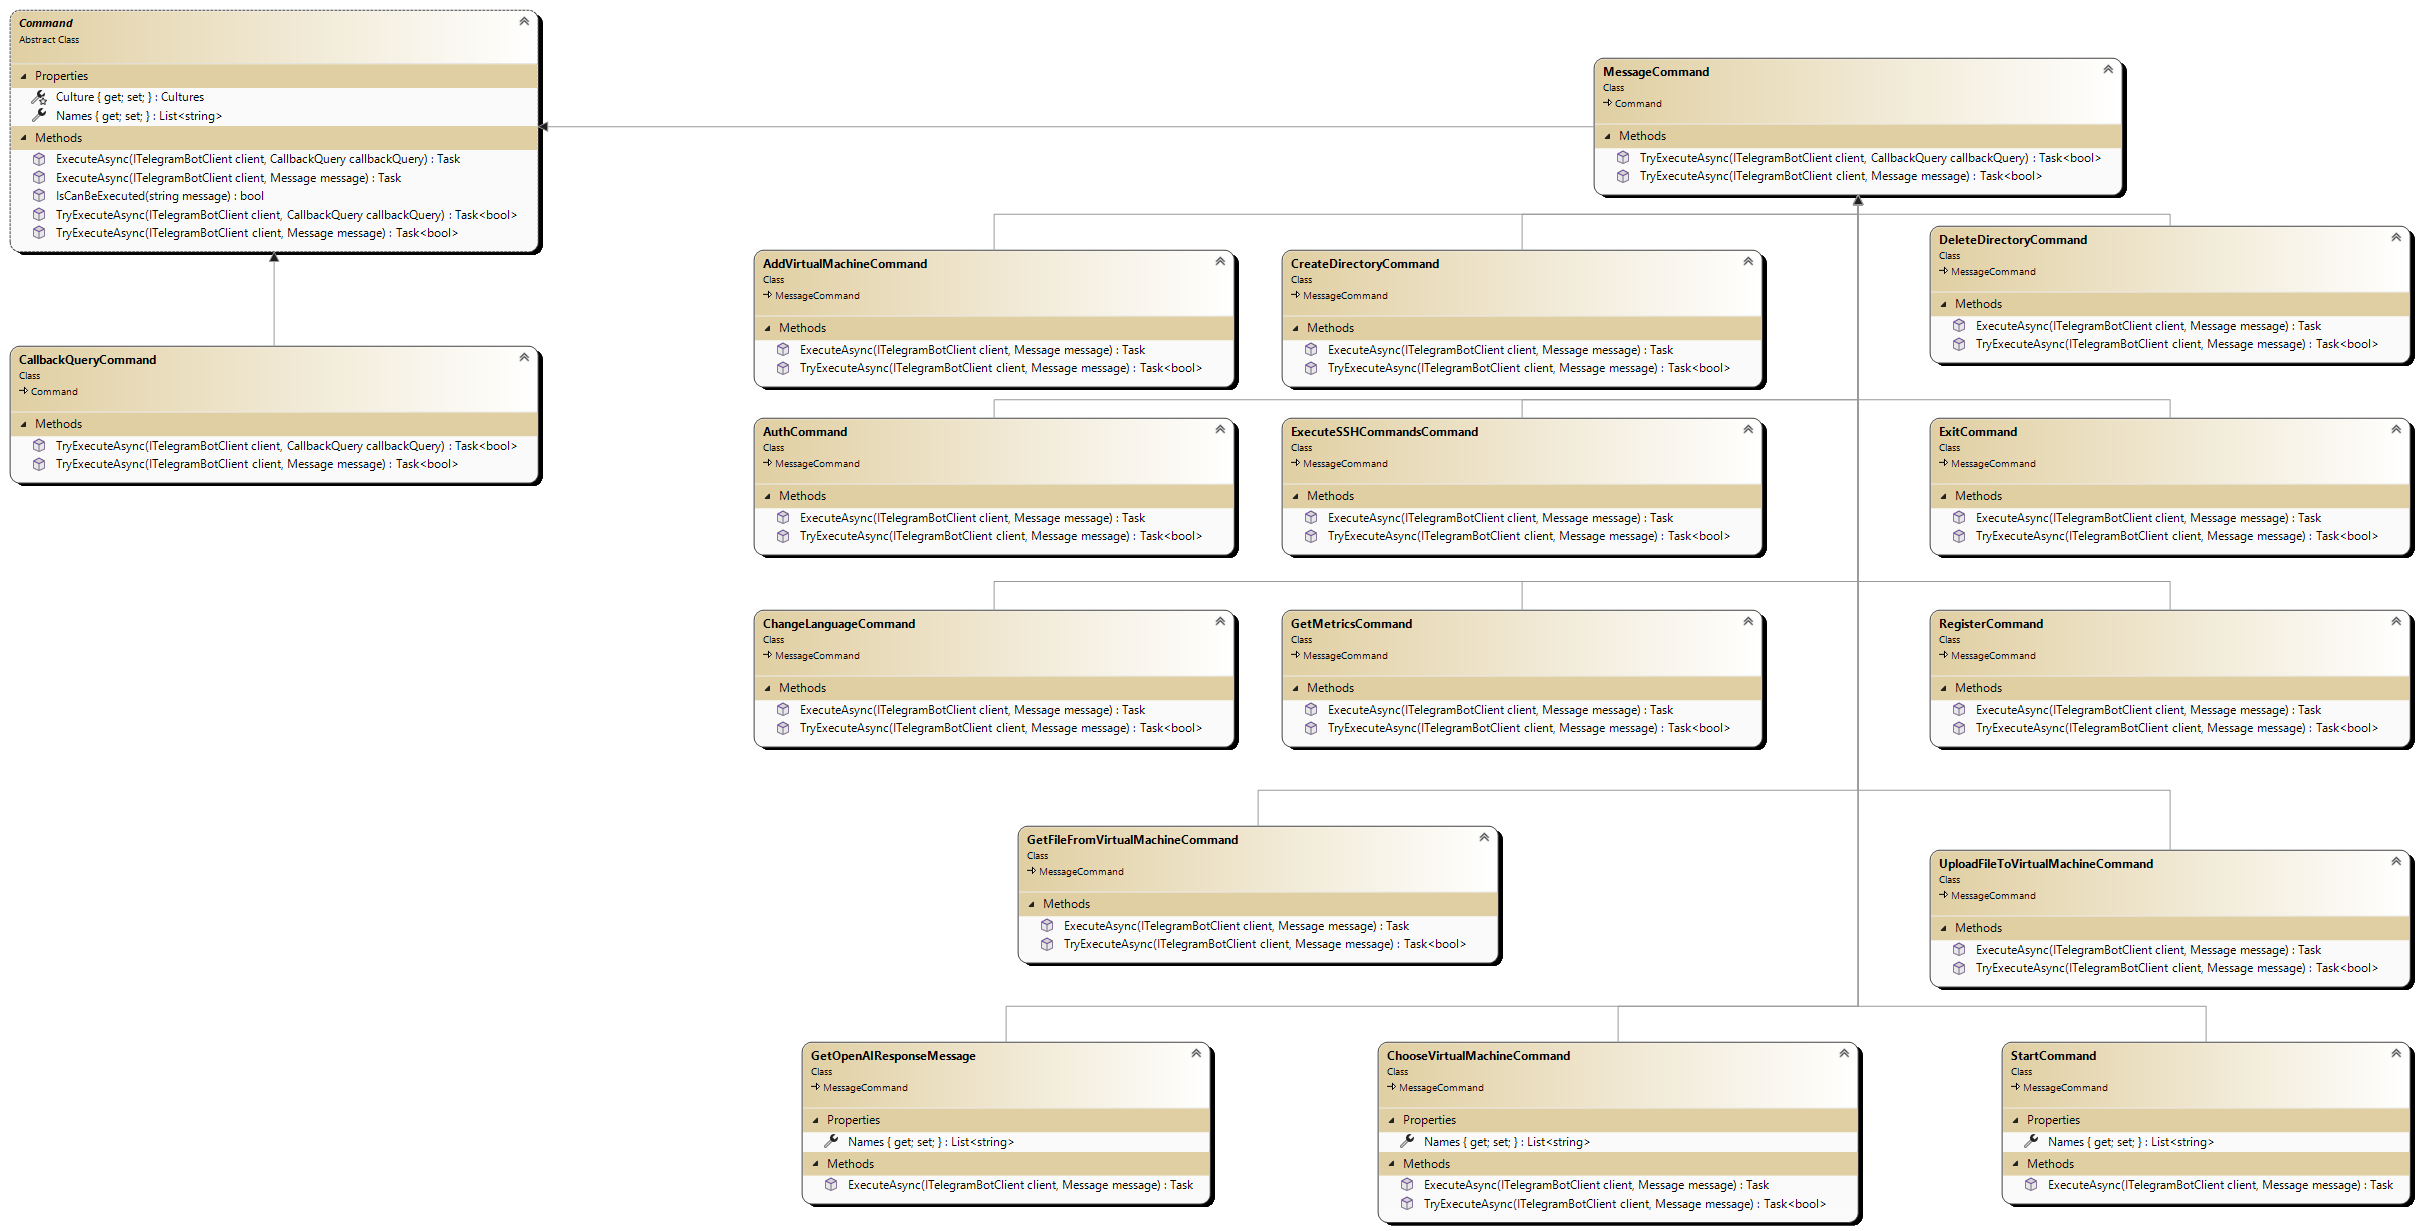 Command
Abstract Class
Properties
Culture { get; set; } : Cultures
Names { get; set; } : List<string>
Methods
ExecuteAsync(ITelegramBotClient client, CallbackQuery callbackQuery) : Task
ExecuteAsync(ITelegramBotClient client, Message message) : Task
IsCanBeExecuted(string message) : bool
TryExecuteAsync(ITelegramBotClient client, CallbackQuery callbackQuery) : Task<bool>
TryExecuteAsync(ITelegramBotClient client, Message message) : Task<bool>
MessageCommand
Class
Command
Methods
TryExecuteAsync(ITelegramBotClient client, CallbackQuery callbackQuery) : Task<bool>
TryExecuteAsync(ITelegramBotClient client, Message message) : Task<bool>
CallbackQueryCommand
Class
Command
Methods
TryExecuteAsync(ITelegramBotClient client, CallbackQuery callbackQuery) : Task<bool>
TryExecuteAsync(ITelegramBotClient client, Message message) : Task<bool>
AddVirtualMachineCommand
Class
MessageCommand
Methods
ExecuteAsync(ITelegramBotClient client, Message message) : Task
TryExecuteAsync(ITelegramBotClient client, Message message) : Task<bool>
CreateDirectoryCommand
Class
MessageCommand
Methods
ExecuteAsync(ITelegramBotClient client, Message message) : Task
TryExecuteAsync(ITelegramBotClient client, Message message) : Task<bool>
DeleteDirectoryCommand
Class
MessageCommand
Methods
ExecuteAsync(ITelegramBotClient client, Message message) : Task
TryExecuteAsync(ITelegramBotClient client, Message message) : Task<bool>
AuthCommand
Class
MessageCommand
Methods
ExecuteAsync(ITelegramBotClient client, Message message) : Task
TryExecuteAsync(ITelegramBotClient client, Message message) : Task<bool>
ExecuteSSHCommandsCommand
Class
MessageCommand
Methods
ExecuteAsync(ITelegramBotClient client, Message message) : Task
TryExecuteAsync(ITelegramBotClient client, Message message) : Task<bool>
ExitCommand
Class
MessageCommand
Methods
ExecuteAsync(ITelegramBotClient client, Message message) : Task
TryExecuteAsync(ITelegramBotClient client, Message message) : Task<bool>
ChangeLanguageCommand
Class
MessageCommand
Methods
ExecuteAsync(ITelegramBotClient client, Message message) : Task
TryExecuteAsync(ITelegramBotClient client, Message message) : Task<bool>
GetMetricsCommand
Class
MessageCommand
Methods
ExecuteAsync(ITelegramBotClient client, Message message) : Task
TryExecuteAsync(ITelegramBotClient client, Message message) : Task<bool>
RegisterCommand
Class
MessageCommand
Methods
ExecuteAsync(ITelegramBotClient client, Message message) : Task
TryExecuteAsync(ITelegramBotClient client, Message message) : Task<bool>
GetFileFromVirtualMachineCommand
Class
MessageCommand
Methods
ExecuteAsync(ITelegramBotClient client, Message message) : Task
TryExecuteAsync(ITelegramBotClient client, Message message) : Task<bool>
UploadFileToVirtualMachineCommand
Class
MessageCommand
Methods
ExecuteAsync(ITelegramBotClient client, Message message) : Task
TryExecuteAsync(ITelegramBotClient client, Message message) : Task<bool>
GetOpenAIResponseMessage
Class
MessageCommand
Properties
Names { get; set; } : List<string>
Methods
ExecuteAsync(ITelegramBotClient client, Message message) : Task
ChooseVirtualMachineCommand
Class
MessageCommand
Properties
Names { get; set; } : List<string>
Methods
ExecuteAsync(ITelegramBotClient client, Message message) : Task
TryExecuteAsync(ITelegramBotClient client, Message message) : Task<bool>
StartCommand
Class
MessageCommand
Properties
Names { get; set; } : List<string>
Methods
ExecuteAsync(ITelegramBotClient client, Message message) : Task